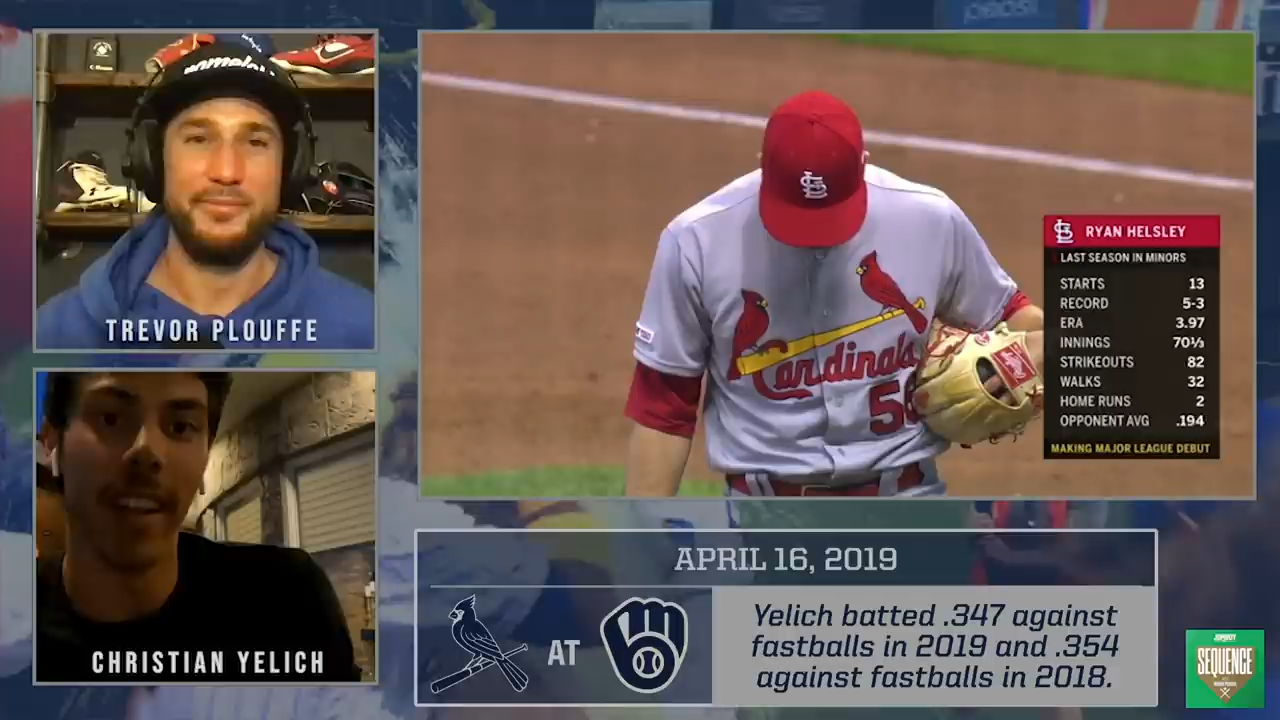 TREVOR PLOUFFE
CHRISTIAN YELICH
Cardinals
RYAN HELSLEY
LAST SEASON IN MINORS
STARTS 13
RECORD 5-3
ERA 3.97
INNINGS 70⅓
STRIKEOUTS 82
WALKS 32
HOME RUNS 2
OPPONENT AVG .194
MAKING MAJOR LEAGUE DEBUT
APRIL 16, 2019
AT
Yelich batted .347 against
fastballs in 2019 and .354
against fastballs in 2018.
JOMBOY
SEQUENCE